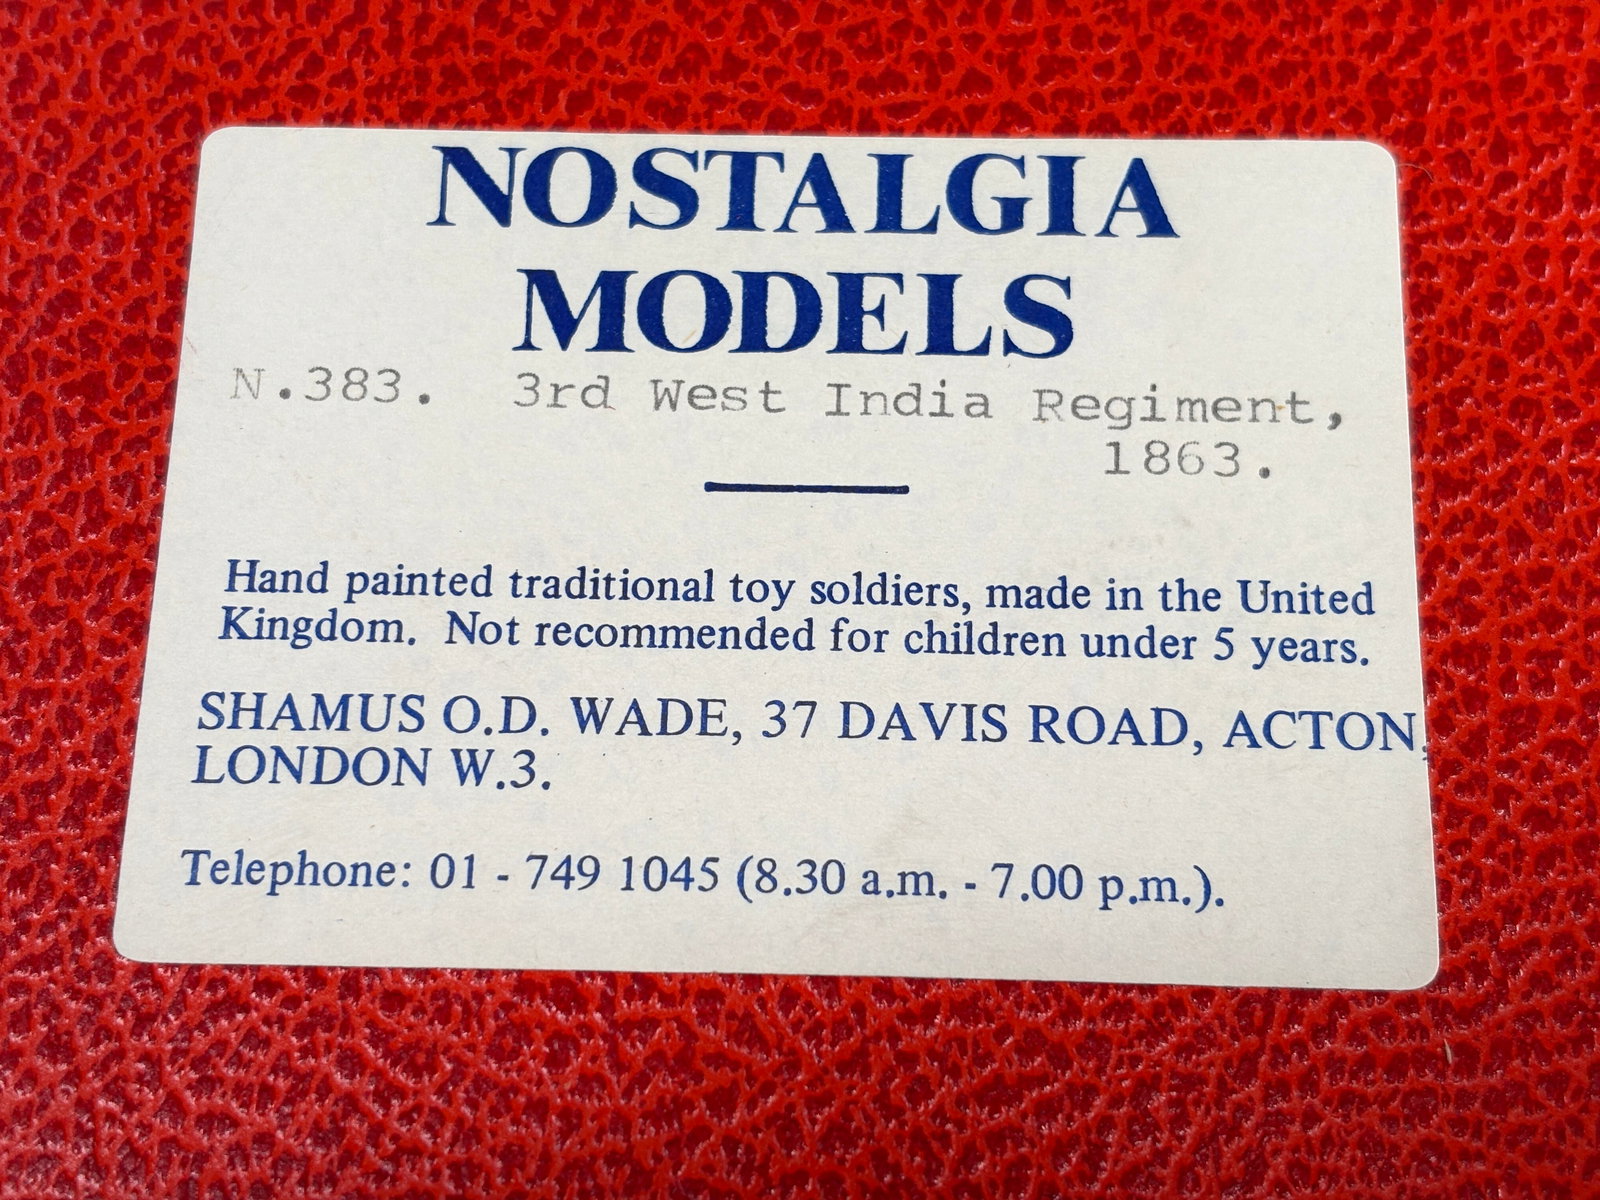 NOSTALGIA
MODELS
N.383. 3rd West India Regiment,
1863.
Hand painted traditional toy soldiers, made in the United
Kingdom. Not recommended for children under 5 years.
SHAMUS O.D. WADE, 37 DAVIS ROAD, ACTON,
LONDON W.3.
Telephone: 01 - 749 1045 (8.30 a.m. - 7.00 p.m.).